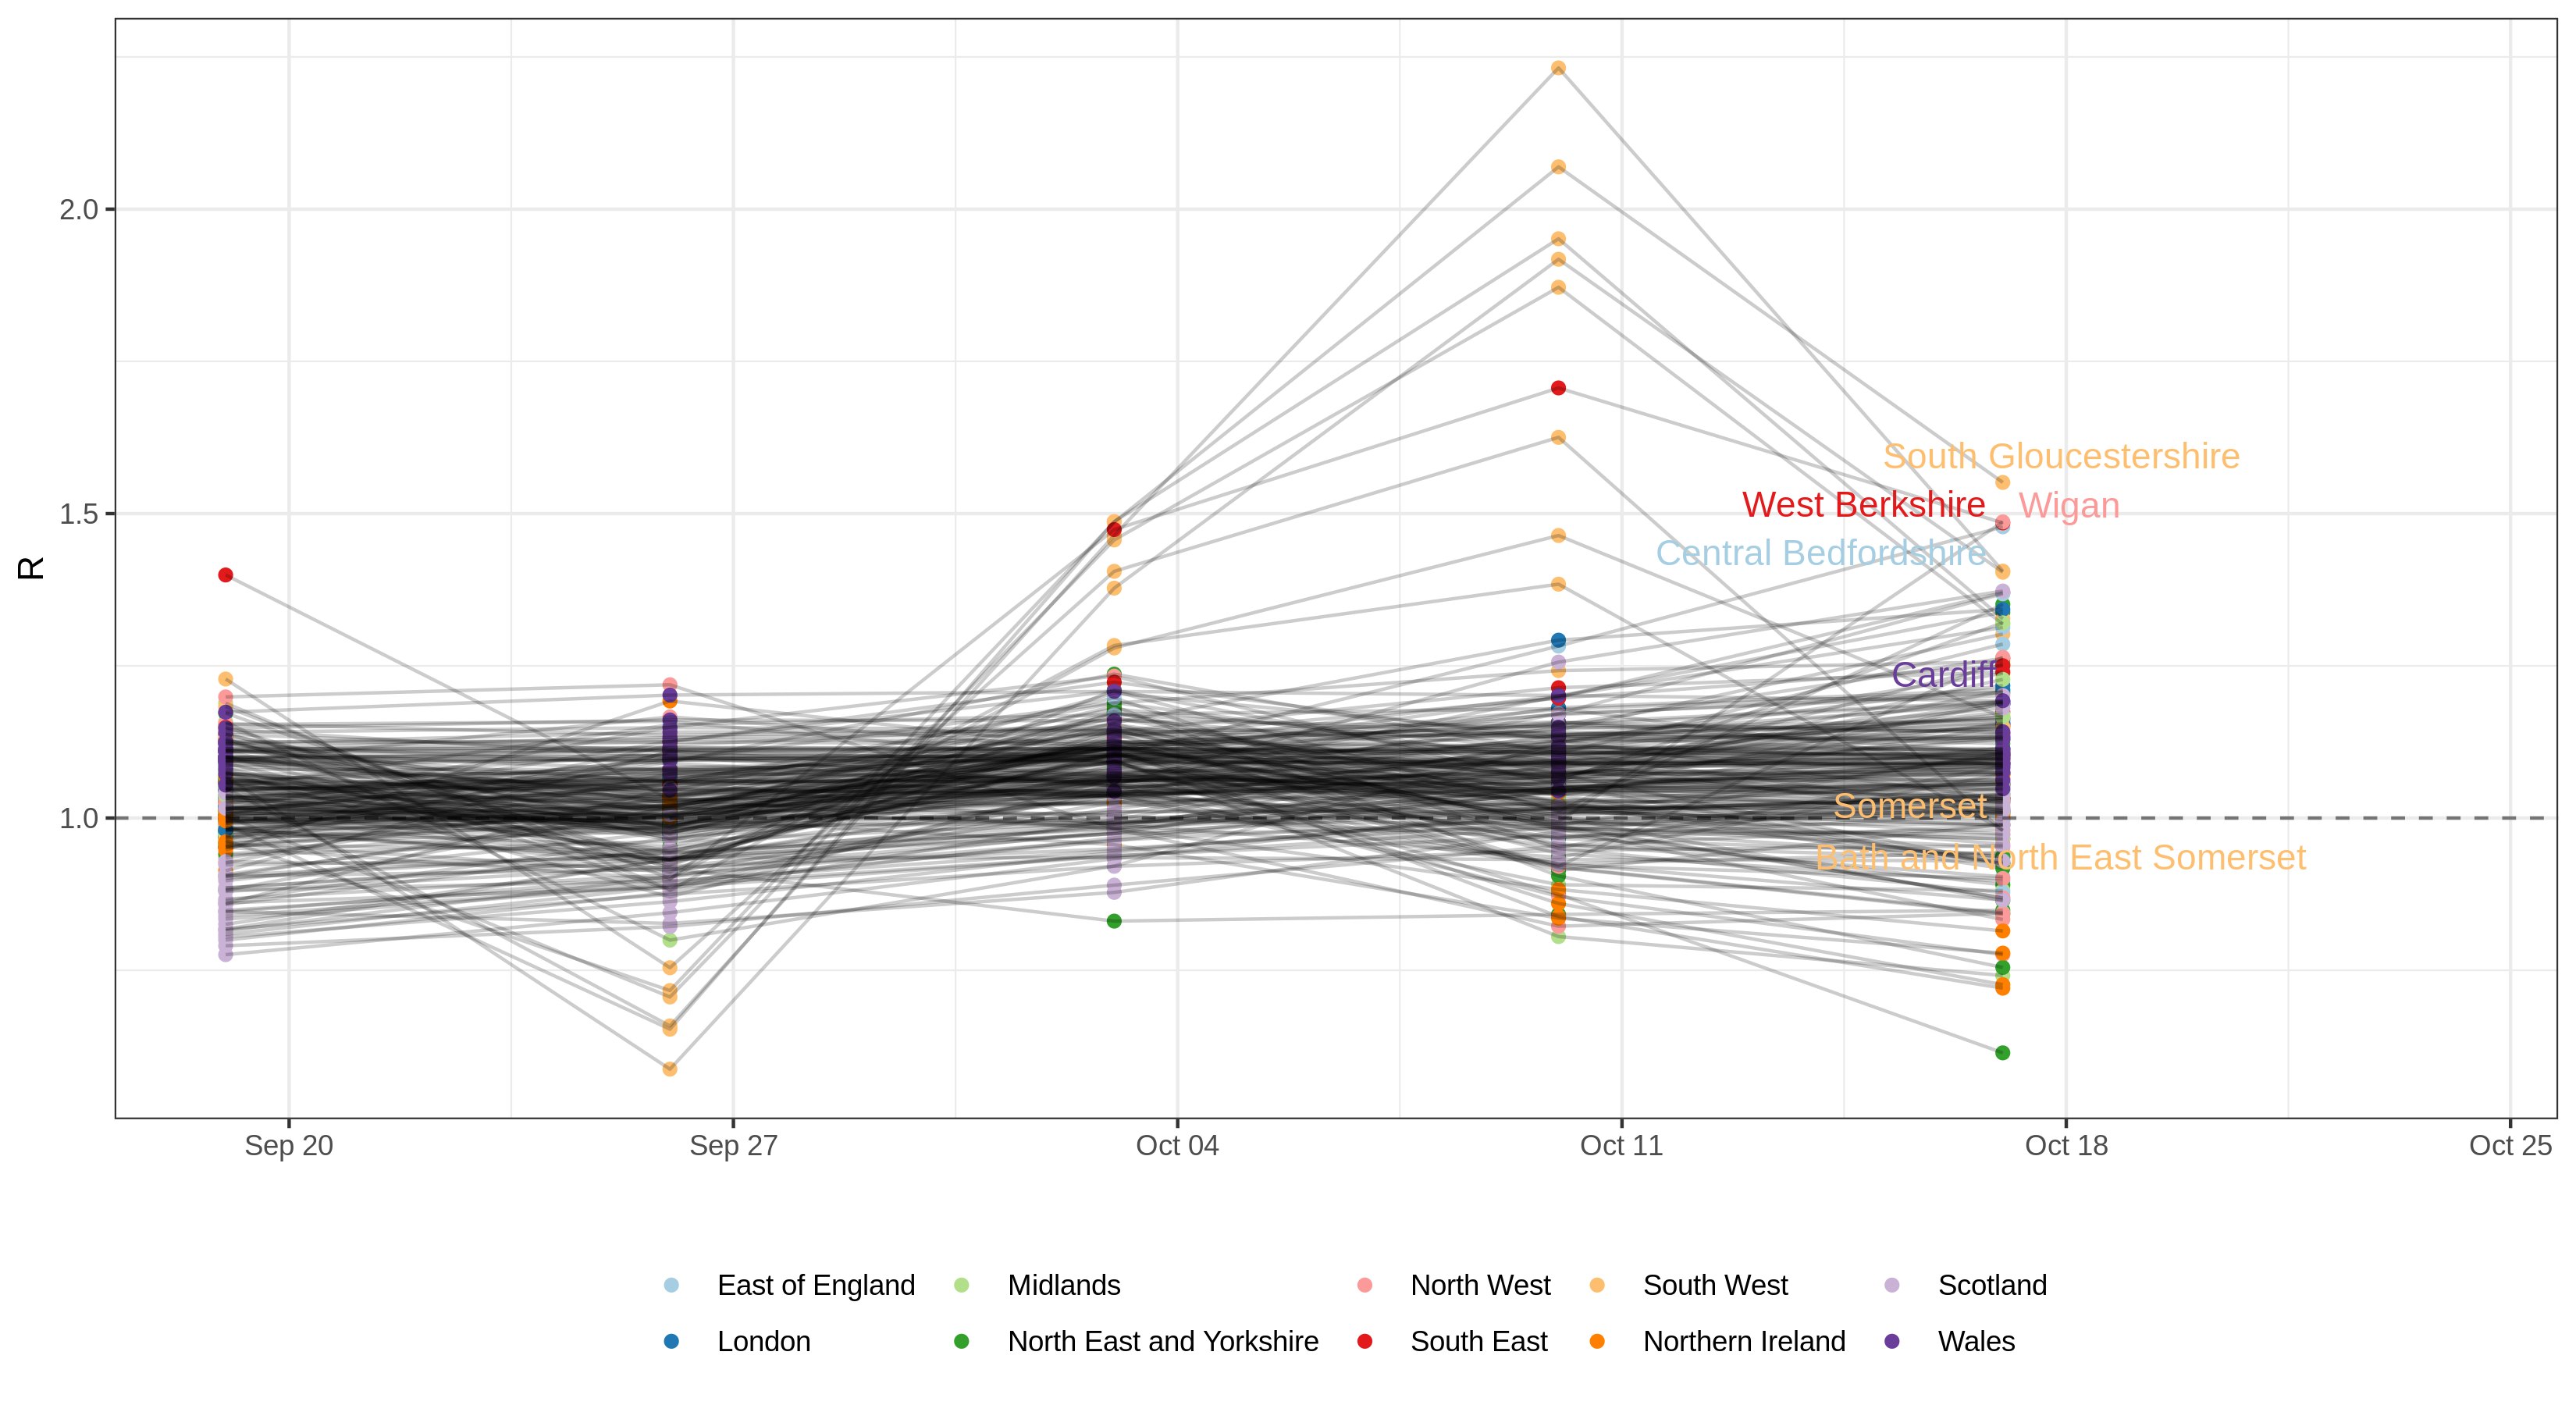 2.0
1.5
1.0
R
South Gloucestershire
West Berkshire
Wigan
Central Bedfordshire
Cardiff
Somerset
Bath and North East Somerset
Sep 20
Sep 27
Oct 04
Oct 11
Oct 18
Oct 25
East of England
Midlands
North West
South West
Scotland
London
North East and Yorkshire
South East
Northern Ireland
Wales